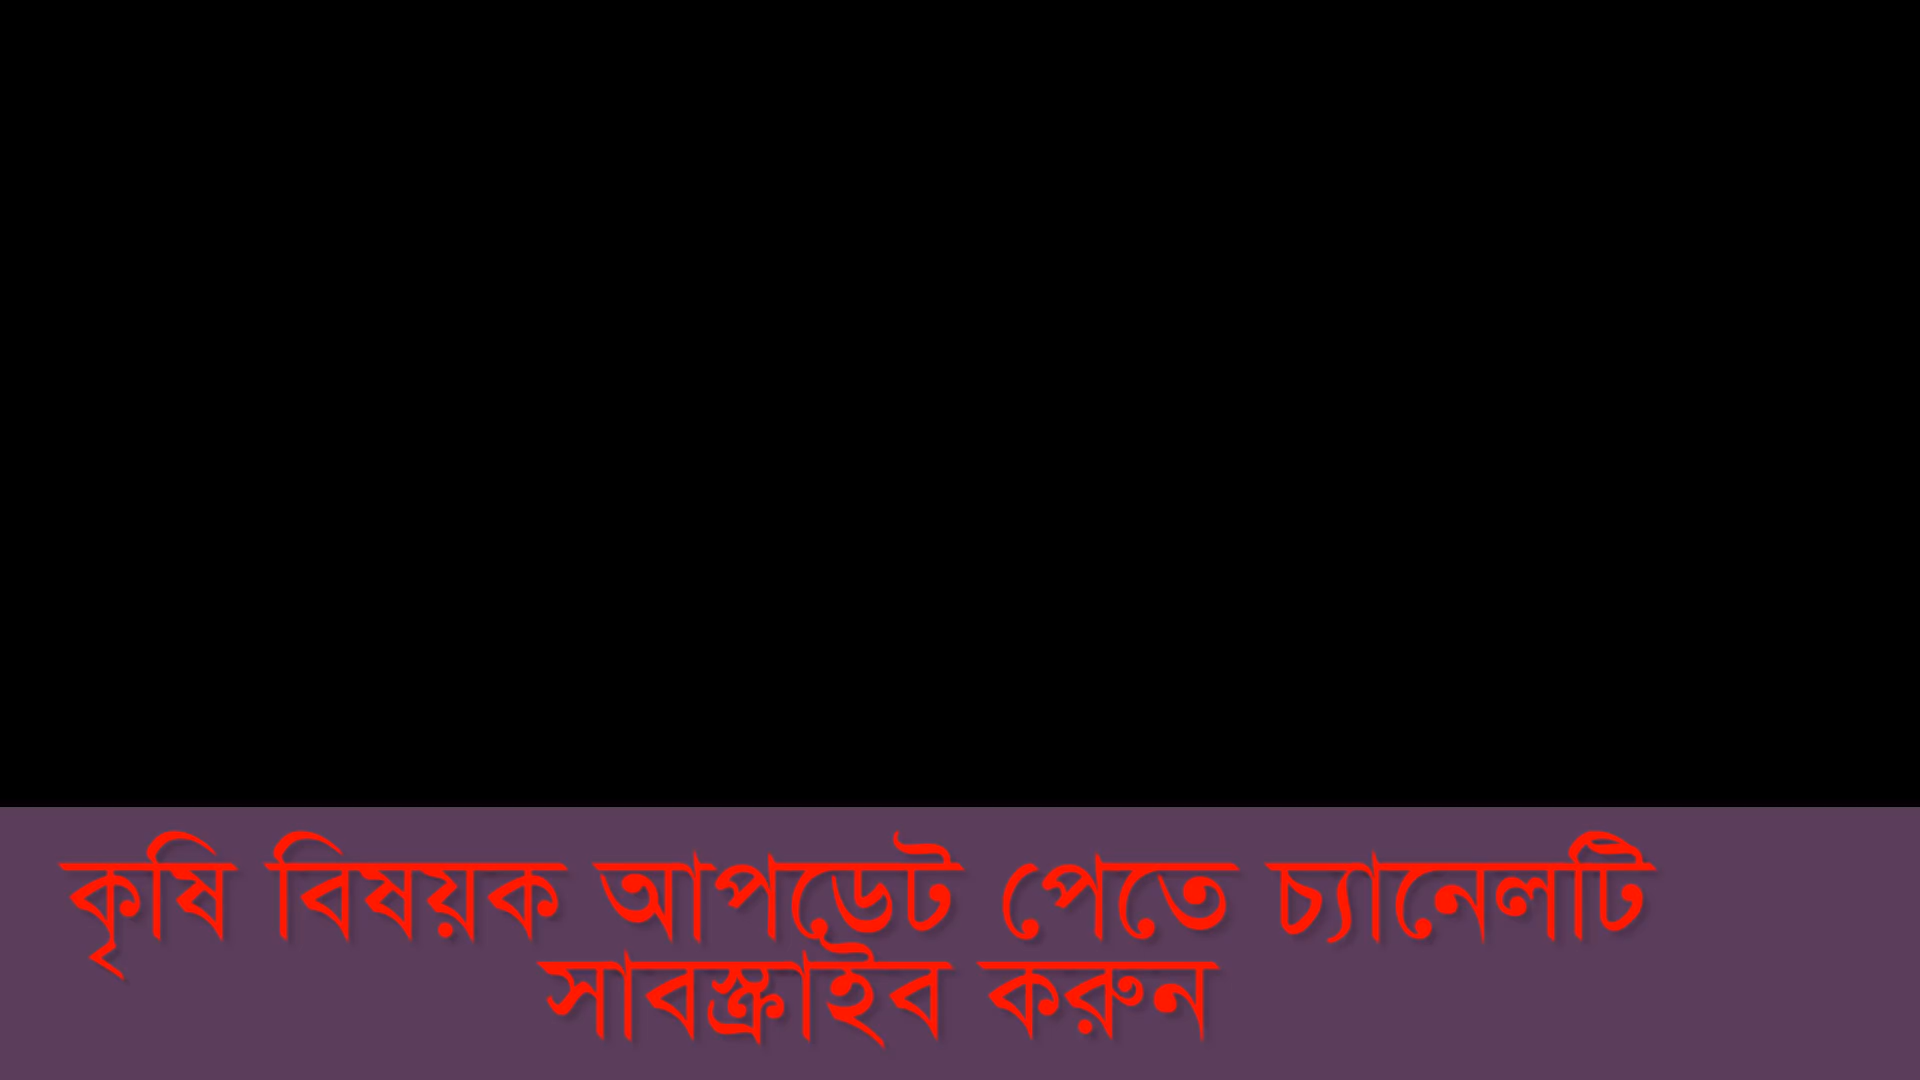 কৃষি বিষয়ক আপডেট পেতে চ্যানেলটি
সাবস্ক্রাইব করুন